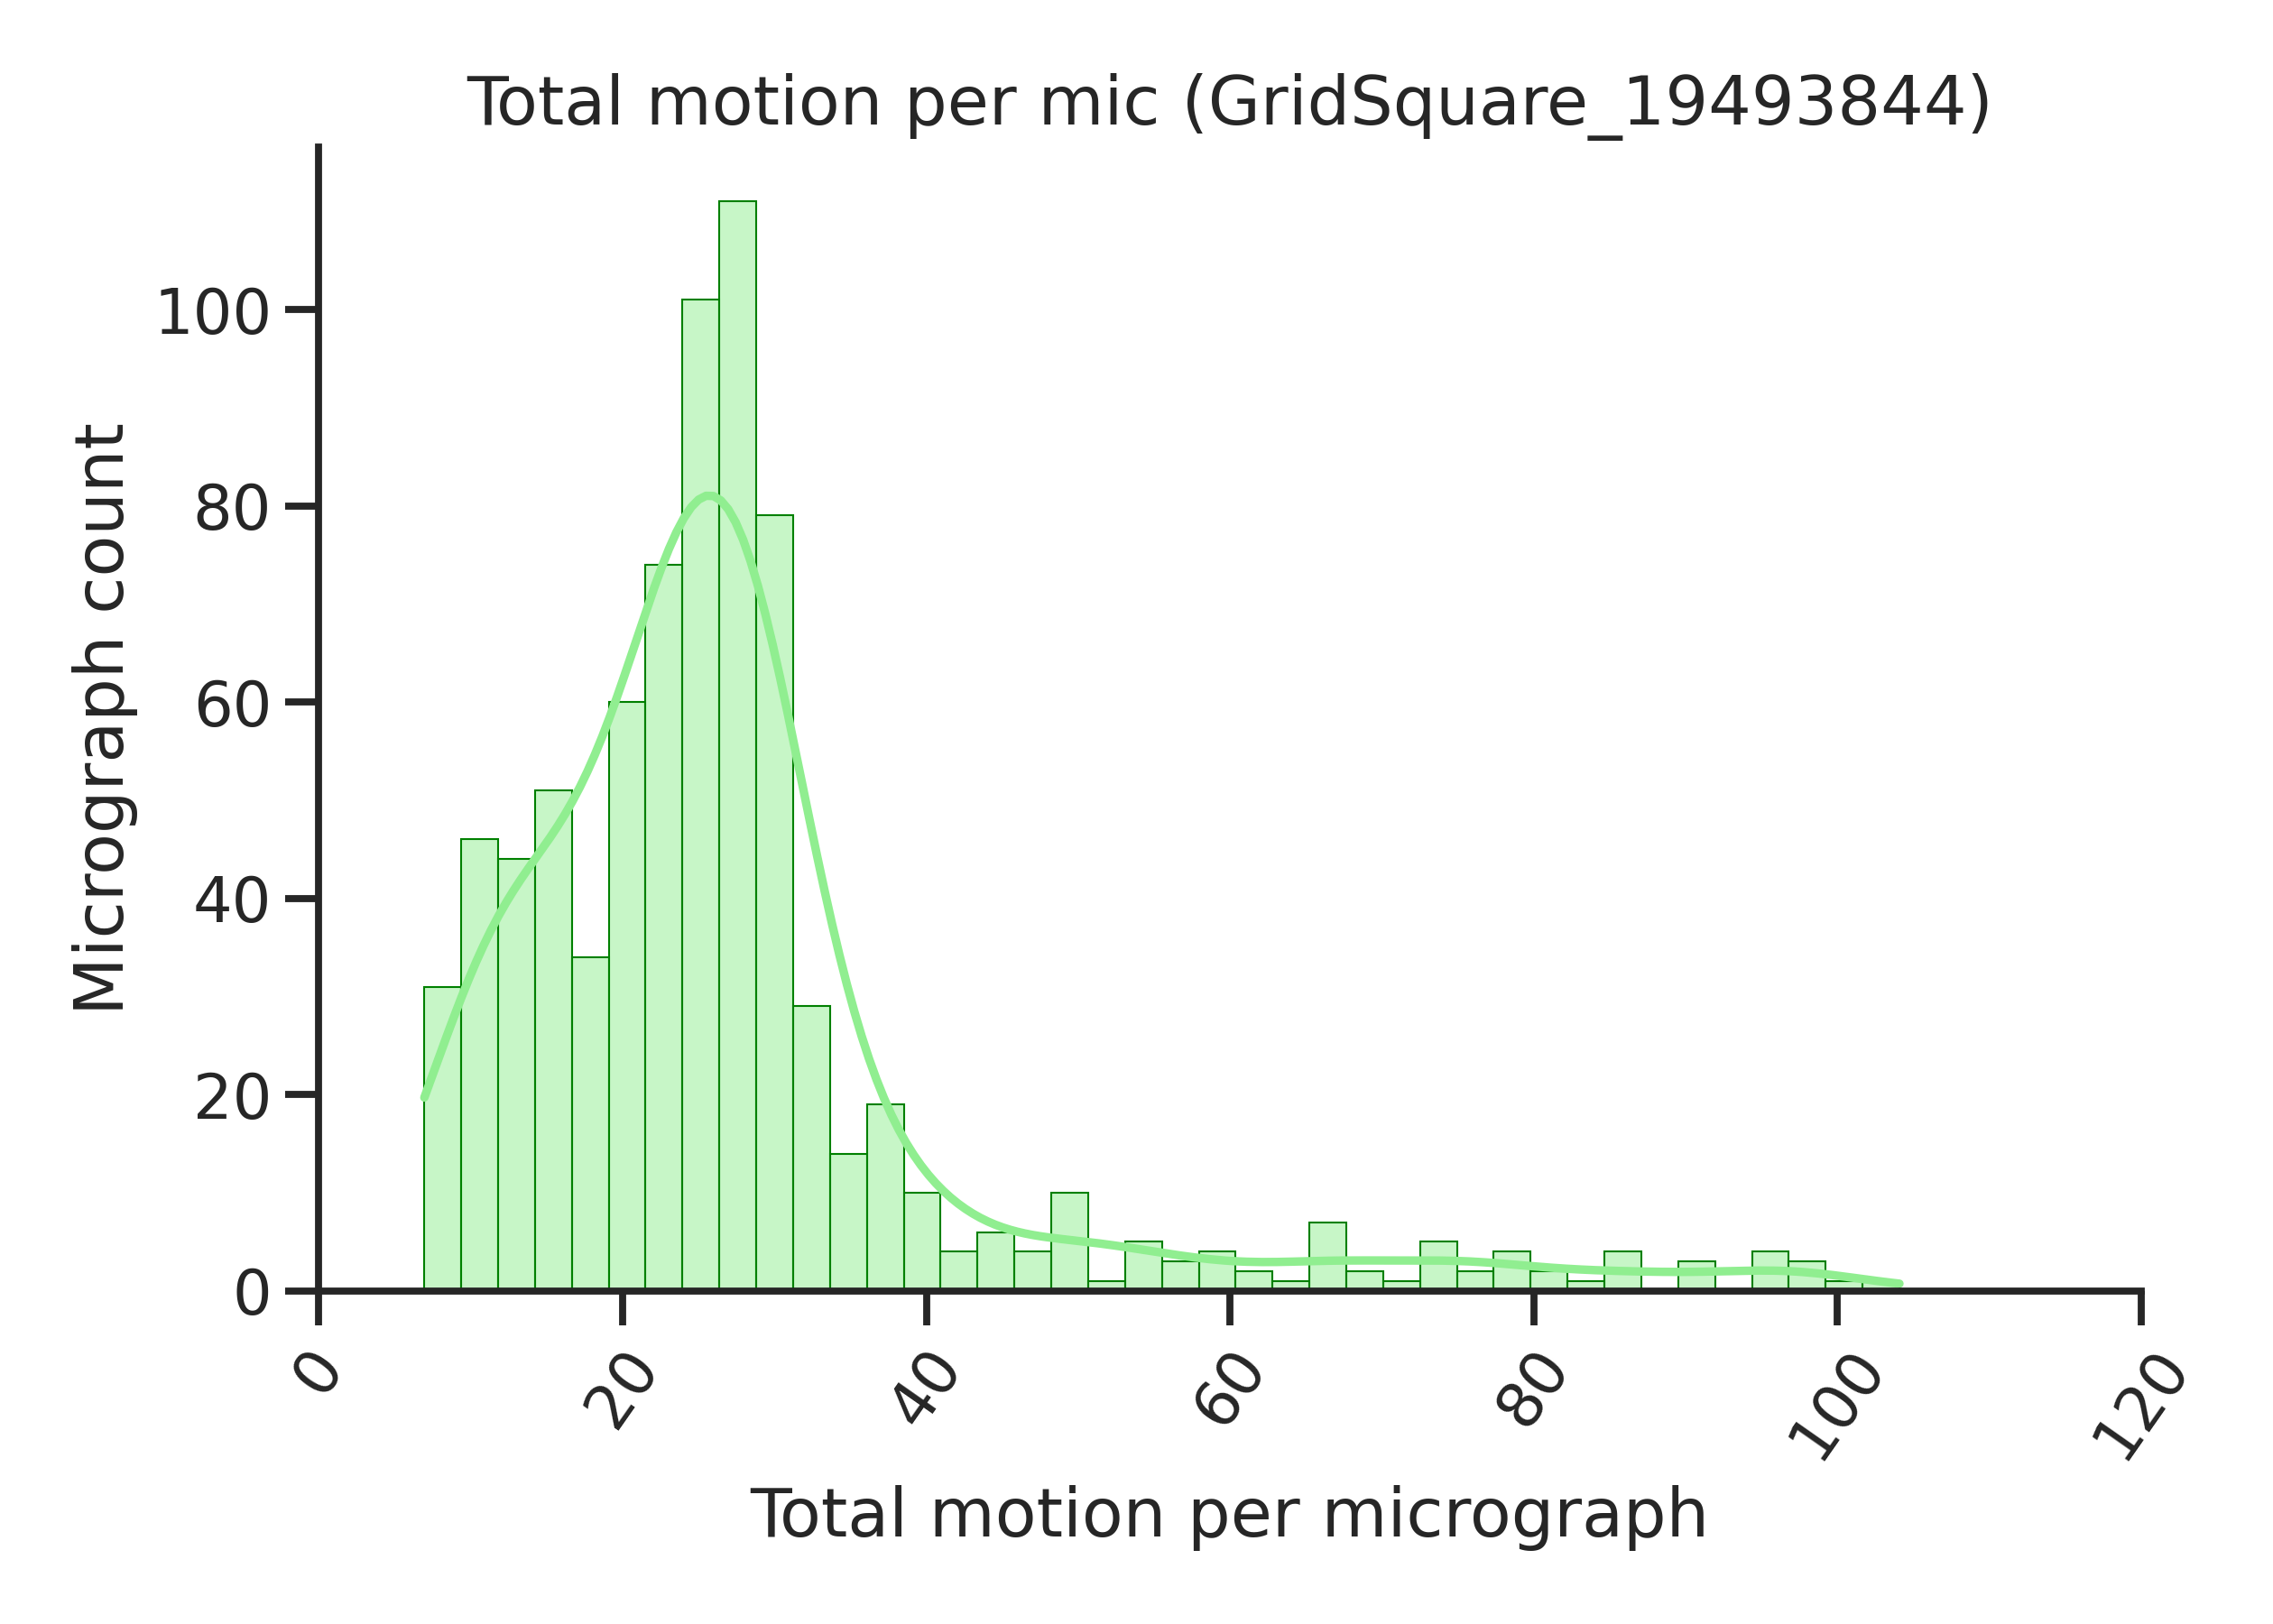 Total motion per mic (GridSquare_19493844)
Micrograph count
100
80
60
40
20
0
0 20 40 60 80 100 120
Total motion per micrograph